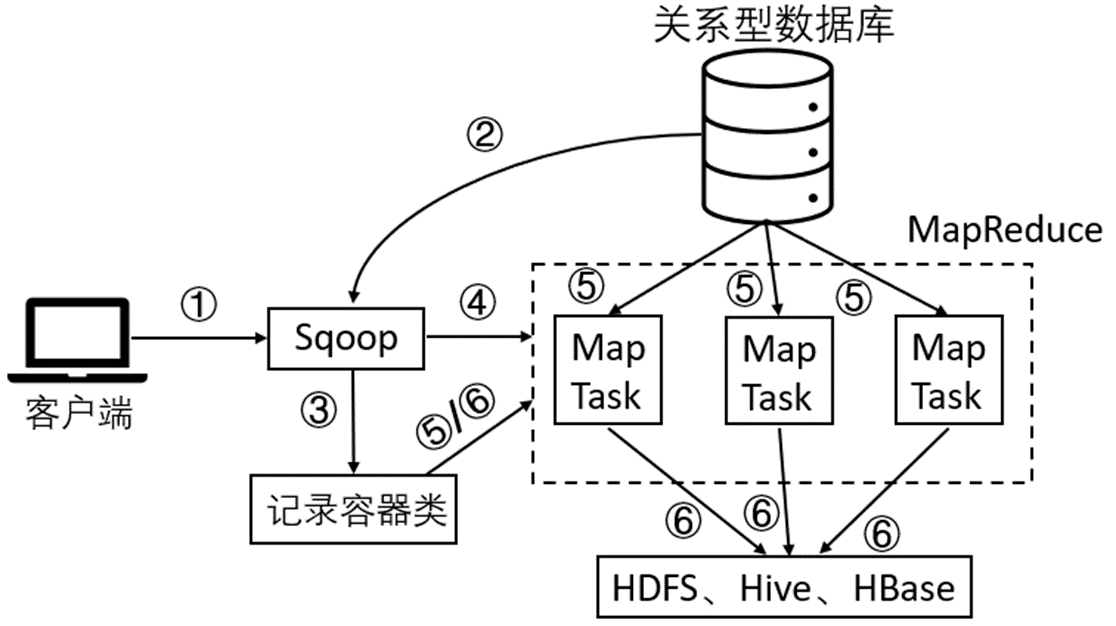 关系型数据库
②
MapReduce
①
Sqoop
④
⑤
⑤
⑤
Map
Task
Map
Task
Map
Task
客户端
③
⑤/⑥
记录容器类
⑥
⑥
⑥
HDFS、Hive、HBase